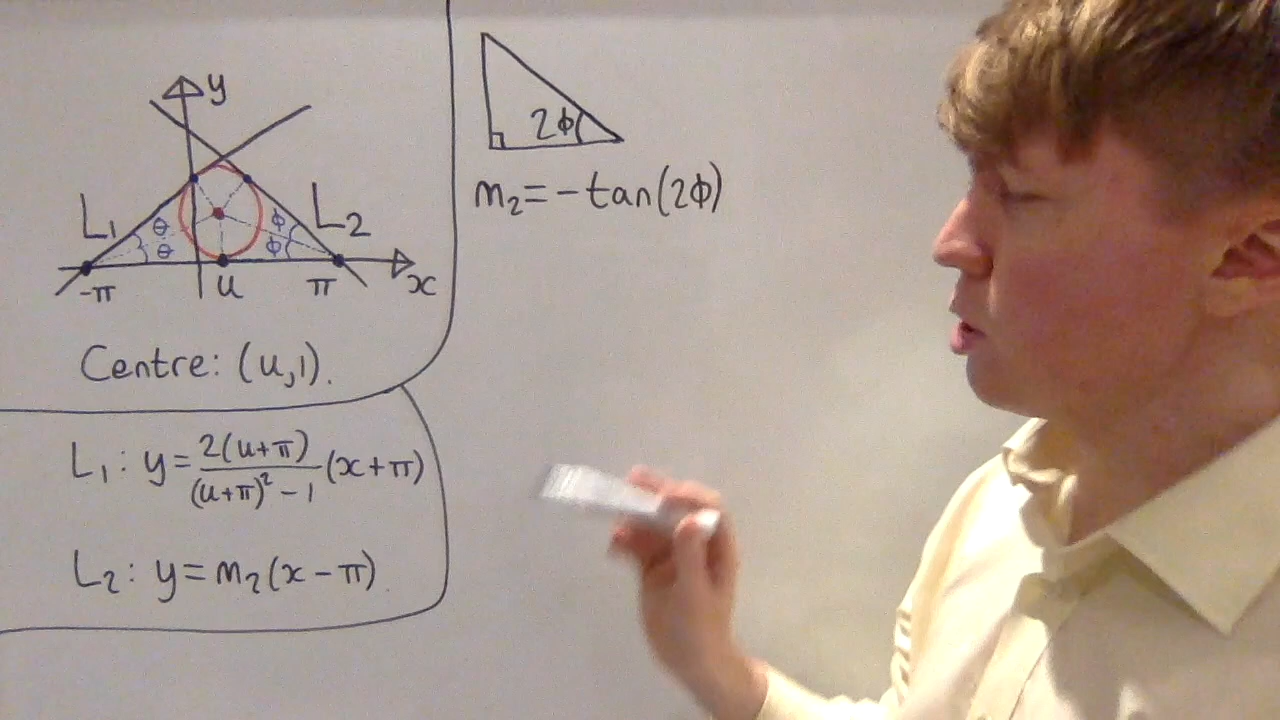 y
L₁
θ
θ
ϕ
ϕ
L₂
-π
u
π
x
Centre: (u,1).
L₁: y = 2(u+π)/((u+π)² - 1) (x+π)
L₂: y = m₂(x - π)
2ϕ
m₂ = -tan(2ϕ)